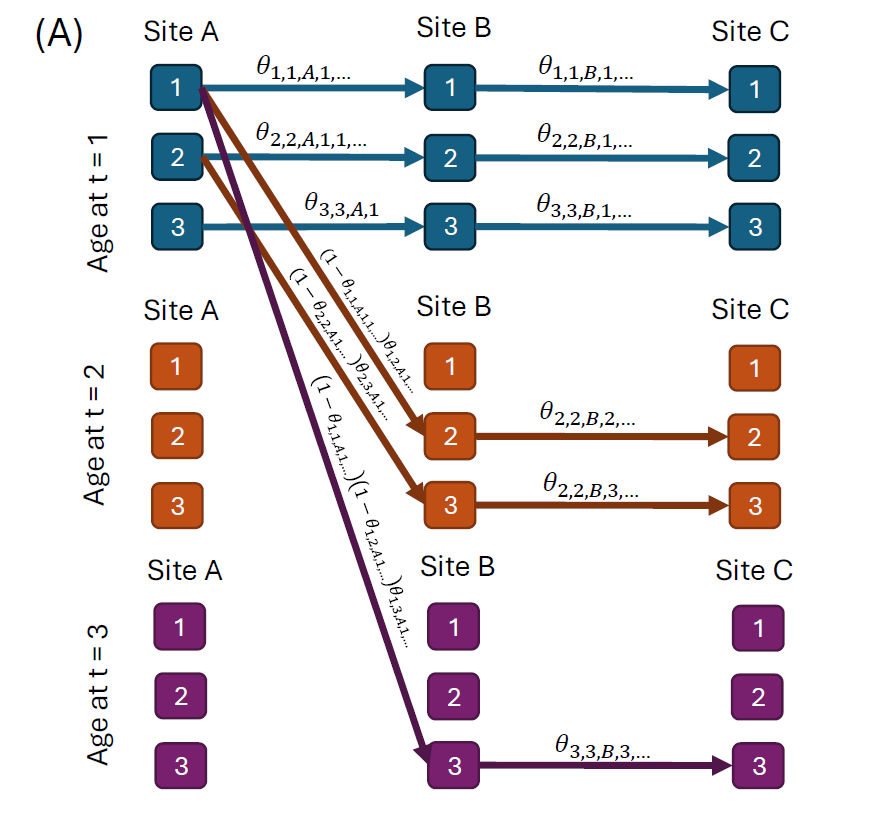 (A)
Site A Site B Site C
θ1,1,A,1,… θ1,1,B,1,…
1 1 1
θ2,2,A,1,1,… θ2,2,B,1,…
2 2 2
θ3,3,A,1 θ3,3,B,1,…
3 3 3
Age at t = 1
(1 − θ1,1,A,1,1,…)θ1,2,A,1,…
(1 − θ2,2,A,1,…)θ2,3,A,1,…
(1 − θ1,1,A,1,…)(1 − θ1,2,A,1,…)θ1,3,A,1,…
Site A Site B Site C
1 1 1
θ2,2,B,2,…
2 2 2
θ2,2,B,3,…
3 3 3
Age at t = 2
Site A Site B Site C
1 1 1
2 2 2
θ3,3,B,3,…
3 3 3
Age at t = 3